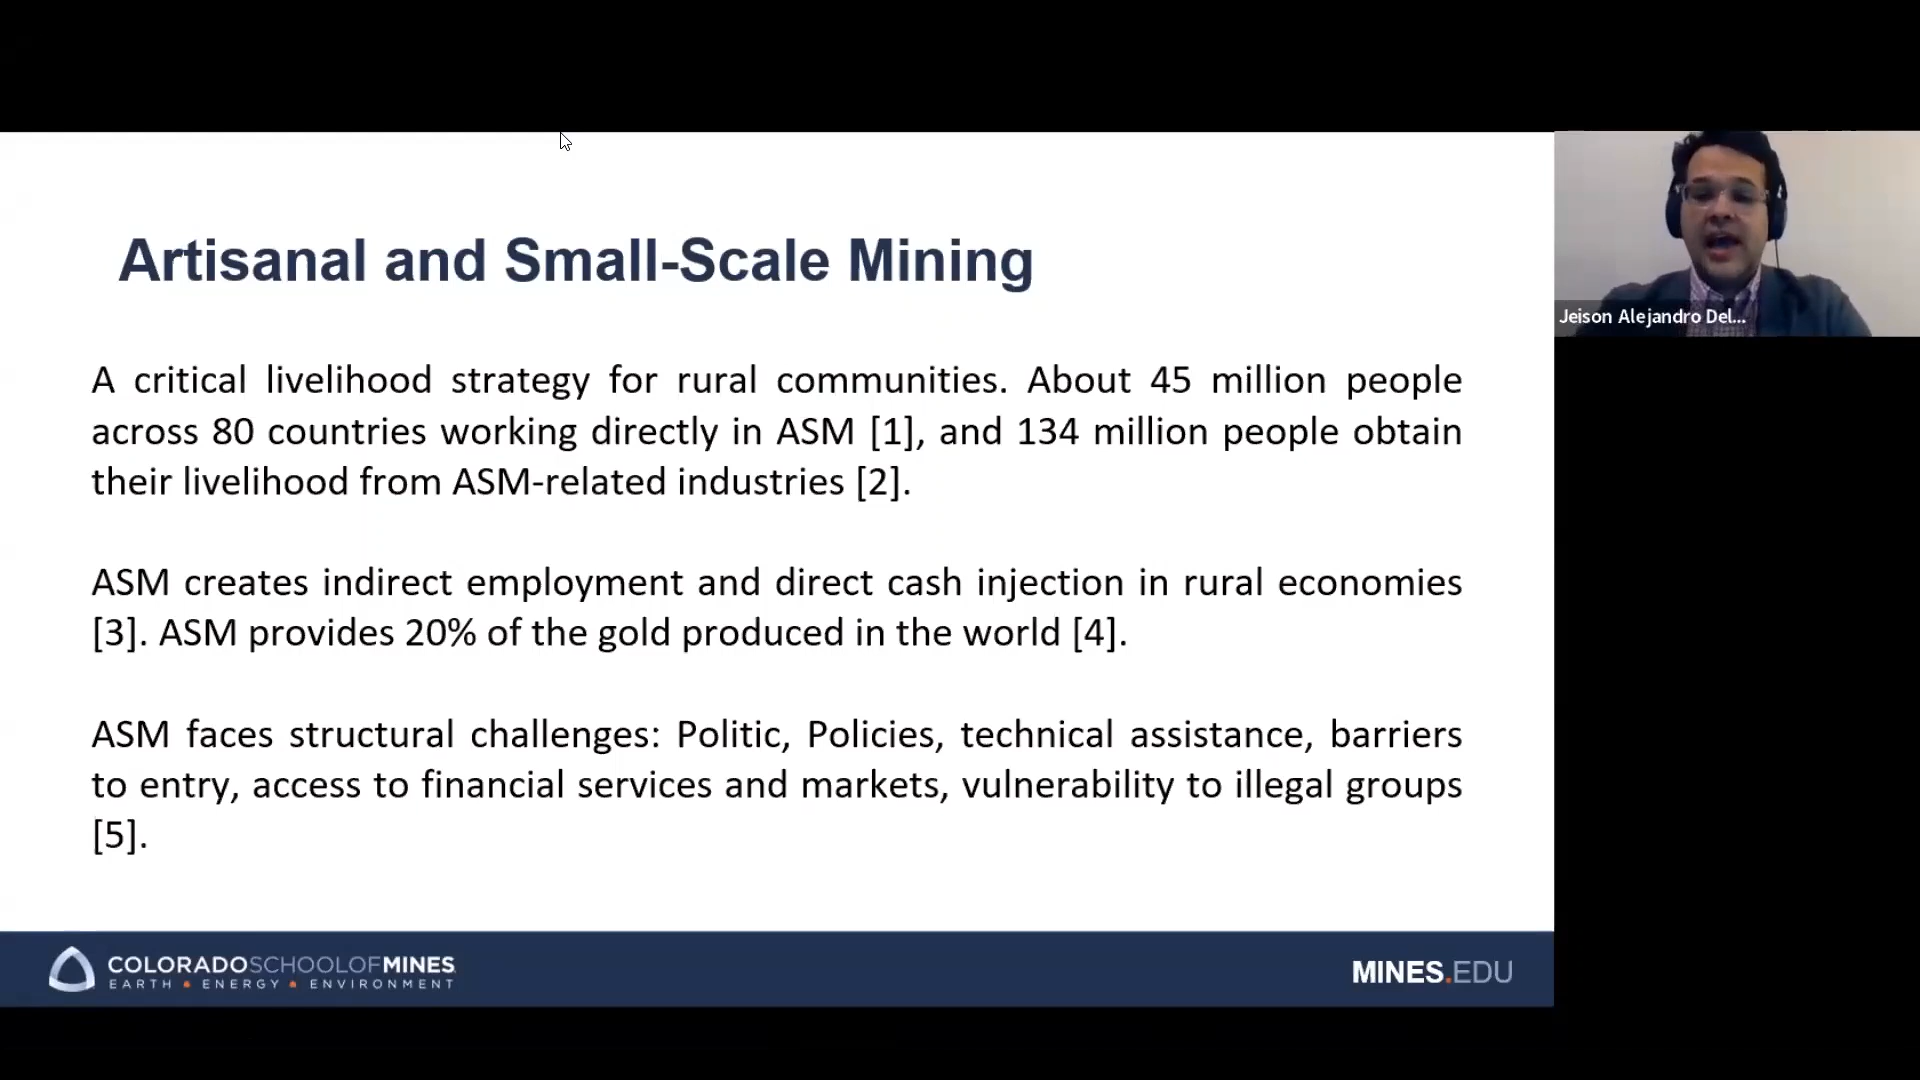 Artisanal and Small-Scale Mining
Jeison Alejandro Del...
A critical livelihood strategy for rural communities. About 45 million people
across 80 countries working directly in ASM [1], and 134 million people obtain
their livelihood from ASM-related industries [2].
ASM creates indirect employment and direct cash injection in rural economies
[3]. ASM provides 20% of the gold produced in the world [4].
ASM faces structural challenges: Politic, Policies, technical assistance, barriers
to entry, access to financial services and markets, vulnerability to illegal groups
[5].
COLORADOSCHOOLOFMINES
EARTH • ENERGY • ENVIRONMENT
MINES.EDU